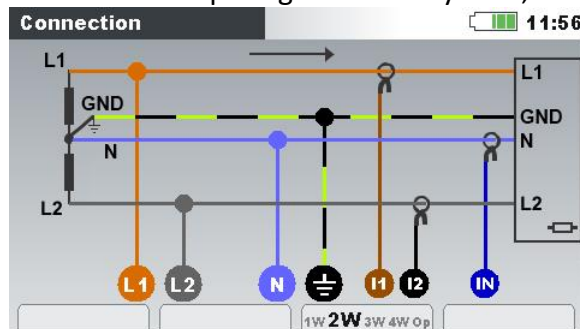 Connection 11:56
L1 L1
GND GND
N N
L2 L2
L1 L2 N I1 I2 IN
1W 2W 3W 4W Op